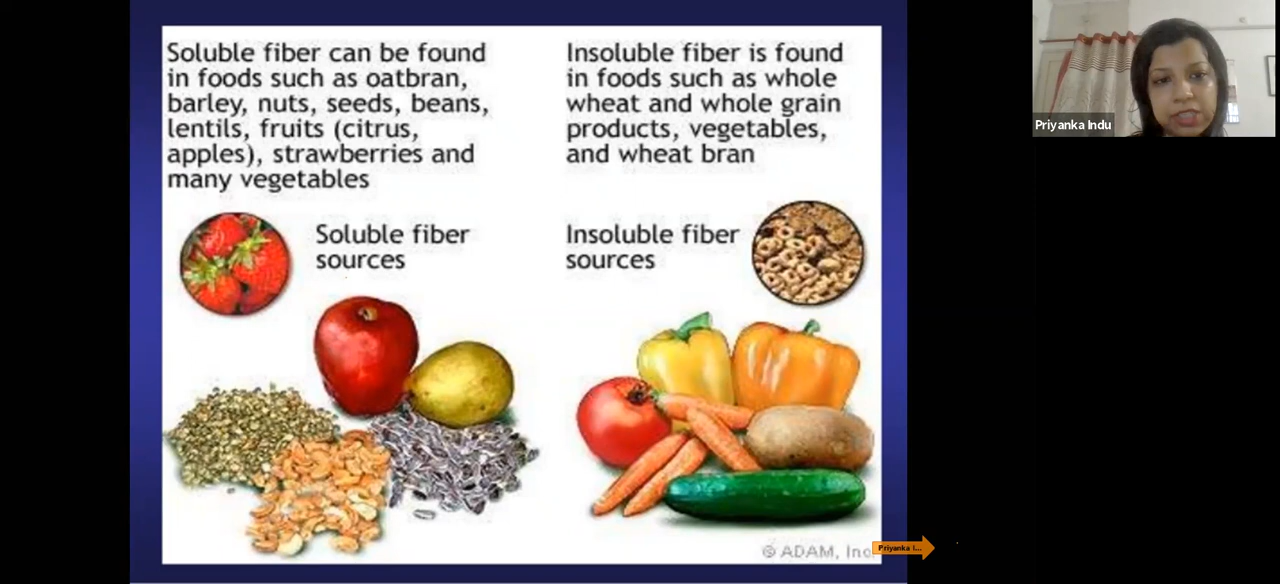 Soluble fiber can be found
in foods such as oatbran,
barley, nuts, seeds, beans,
lentils, fruits (citrus,
apples), strawberries and
many vegetables
Soluble fiber
sources
Insoluble fiber is found
in foods such as whole
wheat and whole grain
products, vegetables,
and wheat bran
Insoluble fiber
sources
© ADAM, Inc
Priyanka I...
Priyanka Indu